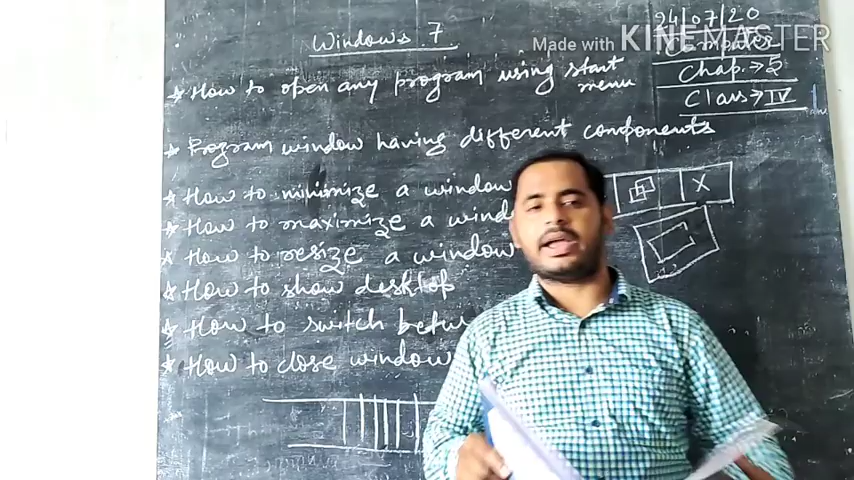 24/07/20
Made with KINEMASTER
Computer
Windows 7
Chap. → 5
Class → IV
* How to open any program using start menu
* Program window having different components
* How to minimize a window
X
* How to maximize a wind
* How to resize a window
* How to show desktop
* How to switch betw
* How to close window